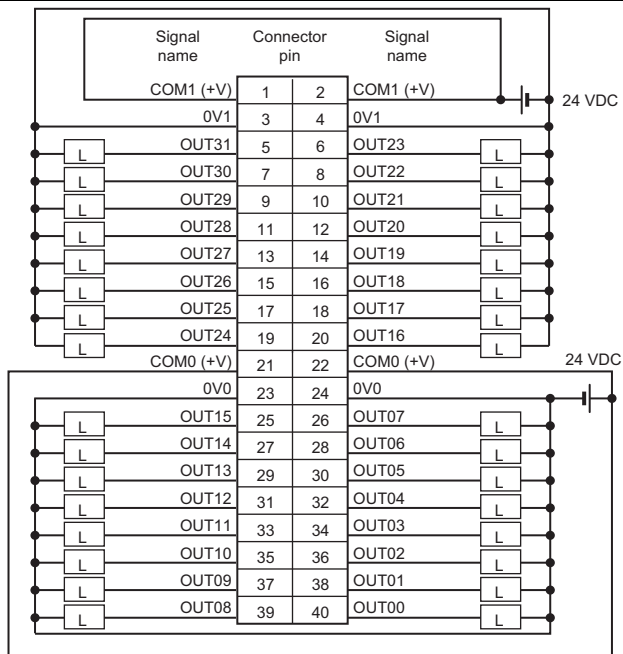 Signal name Connector pin Signal name
COM1 (+V) 1 2 COM1 (+V)
24 VDC
0V1 3 4 0V1
L OUT31 5 6 OUT23 L
L OUT30 7 8 OUT22 L
L OUT29 9 10 OUT21 L
L OUT28 11 12 OUT20 L
L OUT27 13 14 OUT19 L
L OUT26 15 16 OUT18 L
L OUT25 17 18 OUT17 L
L OUT24 19 20 OUT16 L
COM0 (+V) 21 22 COM0 (+V) 24 VDC
0V0 23 24 0V0
L OUT15 25 26 OUT07 L
L OUT14 27 28 OUT06 L
L OUT13 29 30 OUT05 L
L OUT12 31 32 OUT04 L
L OUT11 33 34 OUT03 L
L OUT10 35 36 OUT02 L
L OUT09 37 38 OUT01 L
L OUT08 39 40 OUT00 L